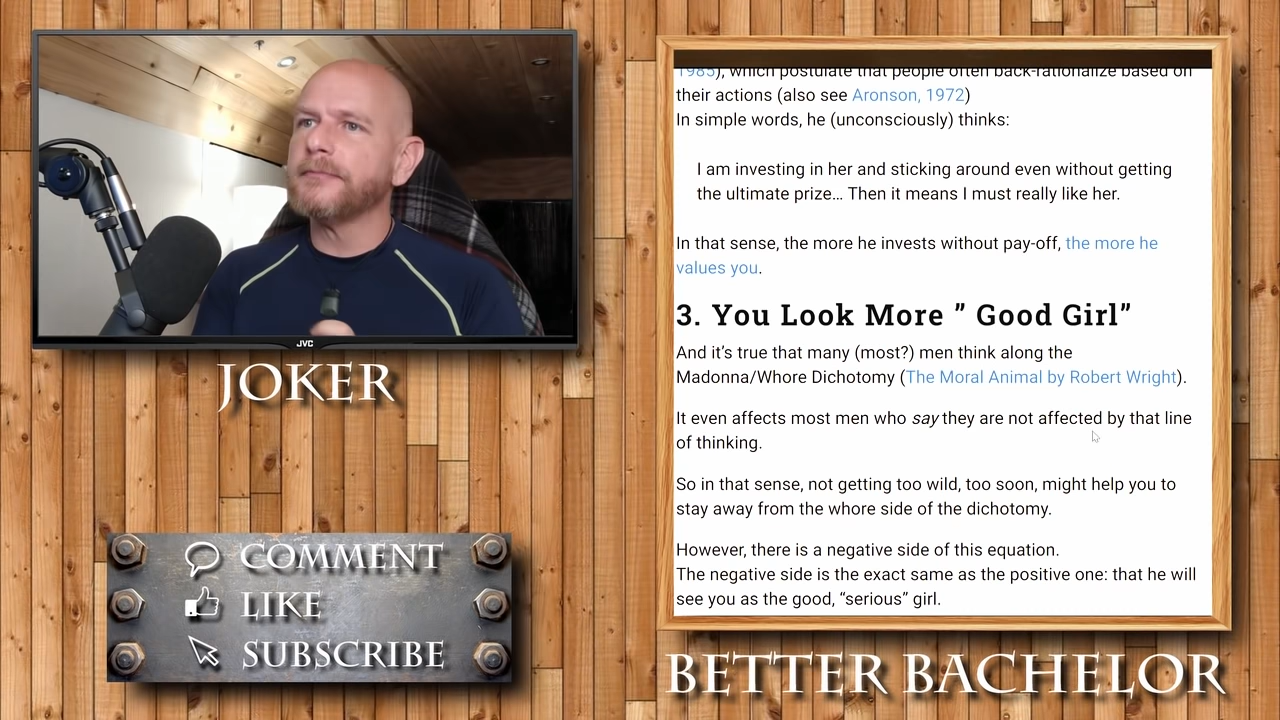 JVC
JOKER
COMMENT
LIKE
SUBSCRIBE
1985), which postulate that people often back-rationalize based on
their actions (also see Aronson, 1972)
In simple words, he (unconsciously) thinks:
I am investing in her and sticking around even without getting
the ultimate prize… Then it means I must really like her.
In that sense, the more he invests without pay-off, the more he
values you.
3. You Look More ” Good Girl”
And it’s true that many (most?) men think along the
Madonna/Whore Dichotomy (The Moral Animal by Robert Wright).
It even affects most men who say they are not affected by that line
of thinking.
So in that sense, not getting too wild, too soon, might help you to
stay away from the whore side of the dichotomy.
However, there is a negative side of this equation.
The negative side is the exact same as the positive one: that he will
see you as the good, “serious” girl.
BETTER BACHELOR